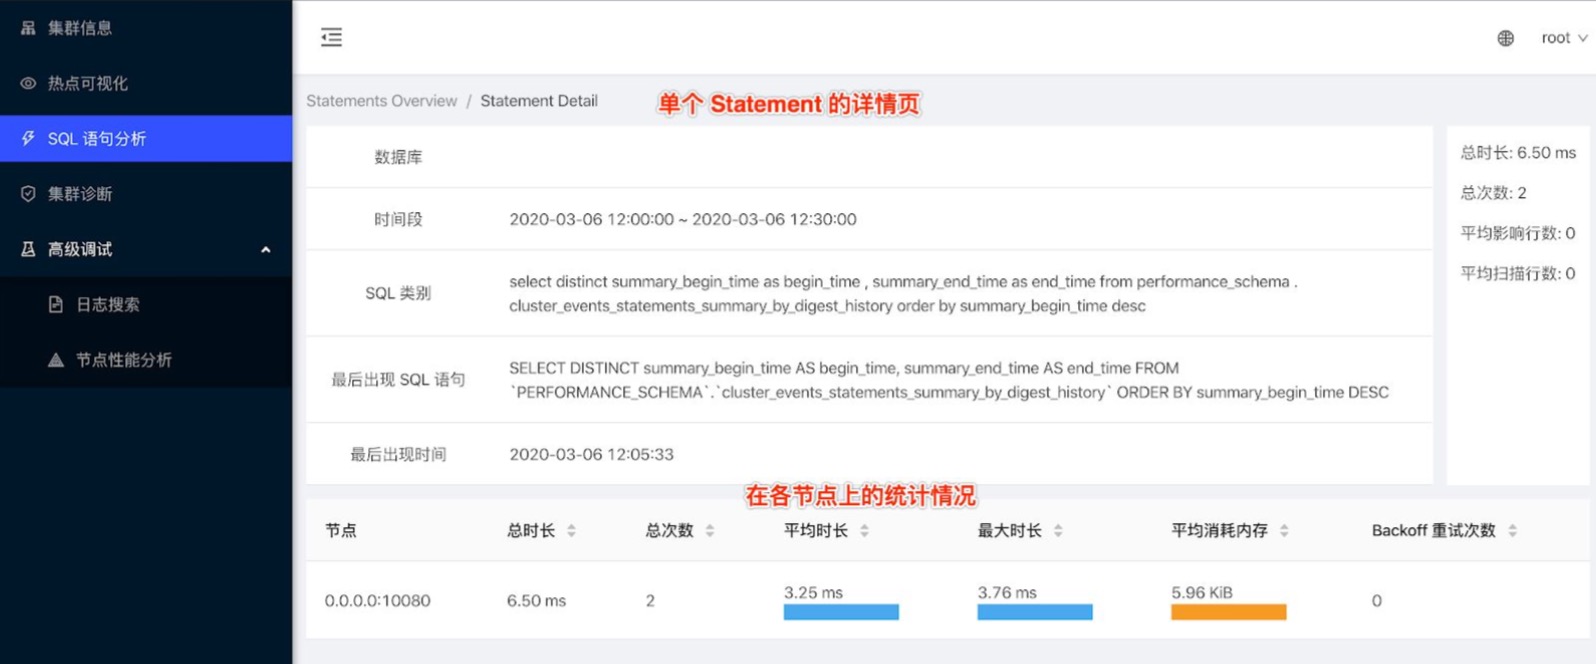 集群信息
热点可视化
SQL 语句分析
集群诊断
高级调试
日志搜索
节点性能分析
root
Statements Overview / Statement Detail
单个 Statement 的详情页
数据库
时间段
2020-03-06 12:00:00 ~ 2020-03-06 12:30:00
SQL 类别
select distinct summary_begin_time as begin_time , summary_end_time as end_time from performance_schema .
cluster_events_statements_summary_by_digest_history order by summary_begin_time desc
最后出现 SQL 语句
SELECT DISTINCT summary_begin_time AS begin_time, summary_end_time AS end_time FROM
`PERFORMANCE_SCHEMA`.`cluster_events_statements_summary_by_digest_history` ORDER BY summary_begin_time DESC
最后出现时间
2020-03-06 12:05:33
总时长: 6.50 ms
总次数: 2
平均影响行数: 0
平均扫描行数: 0
在各节点上的统计情况
节点 总时长 总次数 平均时长 最大时长 平均消耗内存 Backoff 重试次数
0.0.0.0:10080 6.50 ms 2 3.25 ms 3.76 ms 5.96 KiB 0